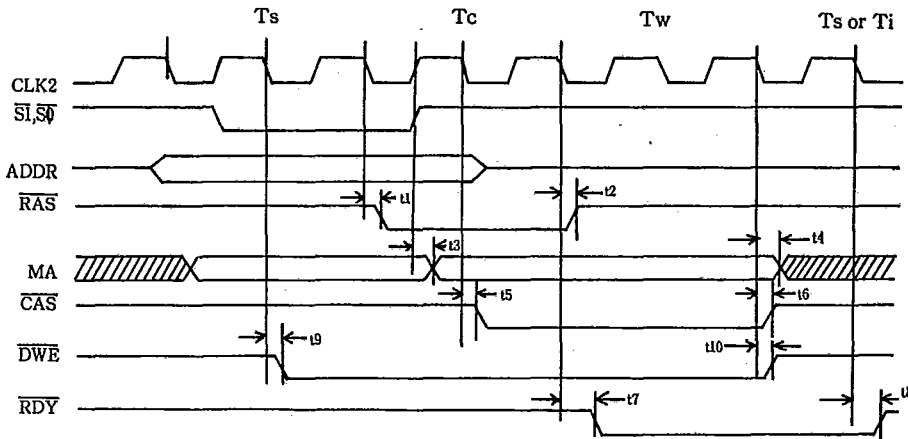 Ts Tc Tw Ts or Ti
CLK2
S1,S0
ADDR
RAS t1 t2
t3 t4
MA
CAS t5 t6
DWE t9 t10
RDY t7